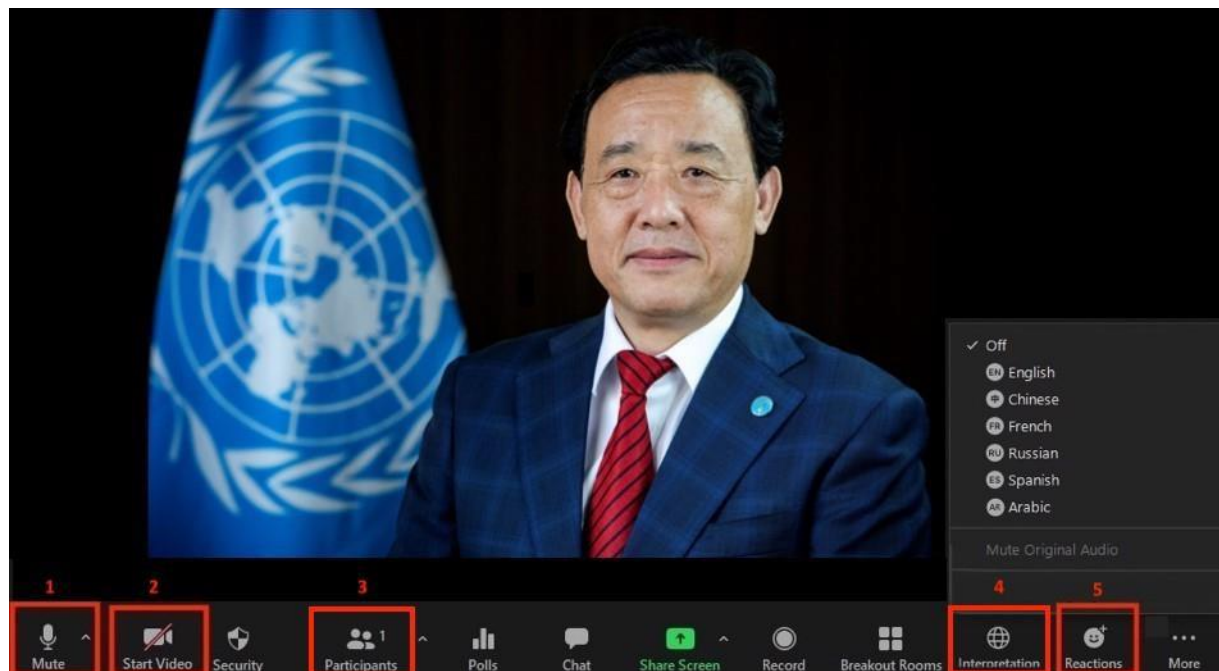 ✓ Off
EN English
中 Chinese
FR French
RU Russian
ES Spanish
AR Arabic
Mute Original Audio
1 2 3 4 5
Mute Start Video Security Participants 1 Polls Chat Share Screen Record Breakout Rooms Interpretation Reactions More